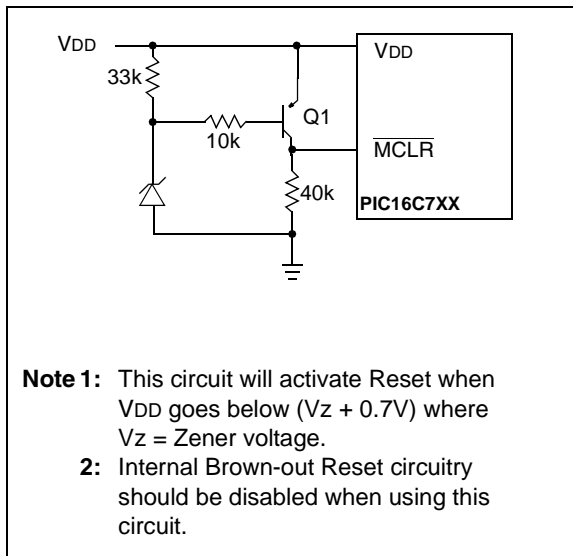 VDD
VDD
33k
Q1
10k
MCLR
40k
PIC16C7XX
Note 1: This circuit will activate Reset when
VDD goes below (Vz + 0.7V) where
Vz = Zener voltage.
2: Internal Brown-out Reset circuitry
should be disabled when using this
circuit.